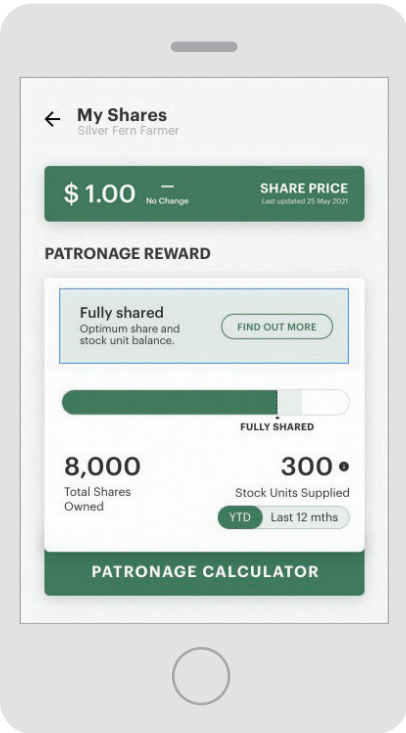 My Shares
Silver Fern Farmer
$ 1.00
No Change
SHARE PRICE
Last updated 25 May 2021
PATRONAGE REWARD
Fully shared
Optimum share and
stock unit balance.
FIND OUT MORE
FULLY SHARED
8,000
Total Shares
Owned
300
Stock Units Supplied
YTD
Last 12 mths
PATRONAGE CALCULATOR